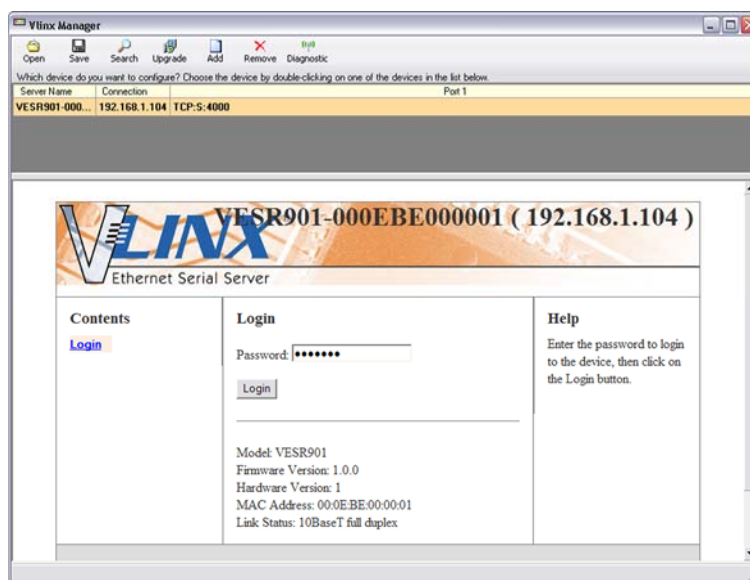 Vlinx Manager
Open Save Search Upgrade Add Remove Diagnostic
Which device do you want to configure? Choose the device by double-clicking on one of the devices in the list below.
Server Name Connection Port 1
VESR901-000... 192.168.1.104 TCP:S:4000
VLINX
VESR901-000EBE000001 ( 192.168.1.104 )
Ethernet Serial Server
Contents
Login
Login
Password: •••••••
Login
Model: VESR901
Firmware Version: 1.0.0
Hardware Version: 1
MAC Address: 00:0E:BE:00:00:01
Link Status: 10BaseT full duplex
Help
Enter the password to login
to the device, then click on
the Login button.